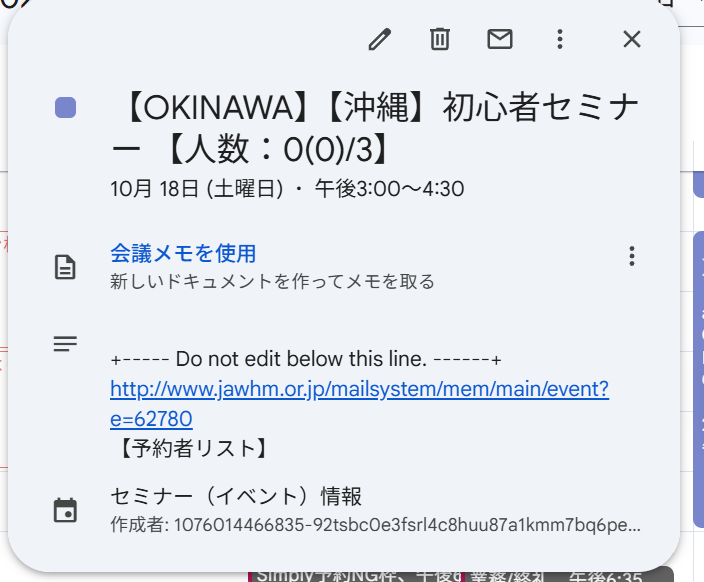 【OKINAWA】【沖縄】初心者セミナ
ー 【人数：0(0)/3】
10月 18日 (土曜日) ・ 午後3:00～4:30
会議メモを使用
新しいドキュメントを作ってメモを取る
+----- Do not edit below this line. ------+
http://www.jawhm.or.jp/mailsystem/mem/main/event?
e=62780
【予約者リスト】
セミナー（イベント）情報
作成者: 1076014466835-92tsbc0e3fsrl4c8huu87a1kmm7bq6pe...
Simply予約NG枠、午後6 業務/終礼 午後6:35